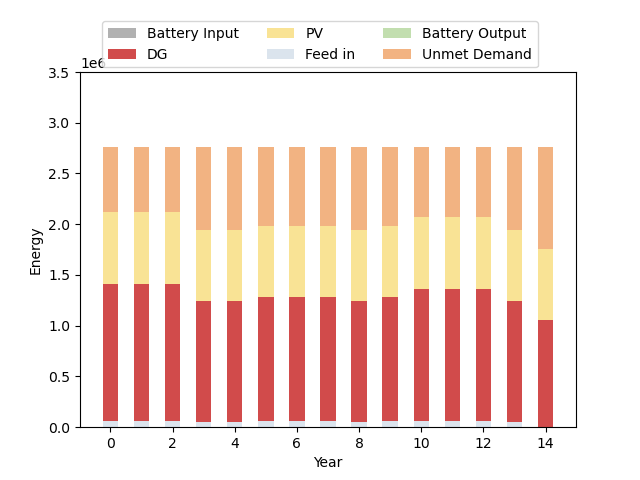 Battery Input PV Battery Output
DG Feed in Unmet Demand
1e6
3.5
3.0
2.5
2.0
1.5
1.0
0.5
0.0
Energy
0 2 4 6 8 10 12 14
Year